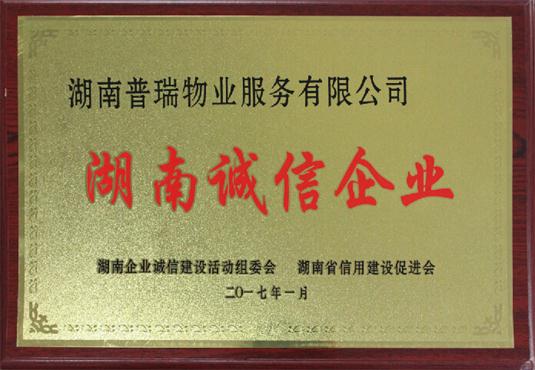 湖南普瑞物业服务有限公司
湖南诚信企业
湖南企业诚信建设活动组委会 湖南省信用建设促进会
二〇一七年一月